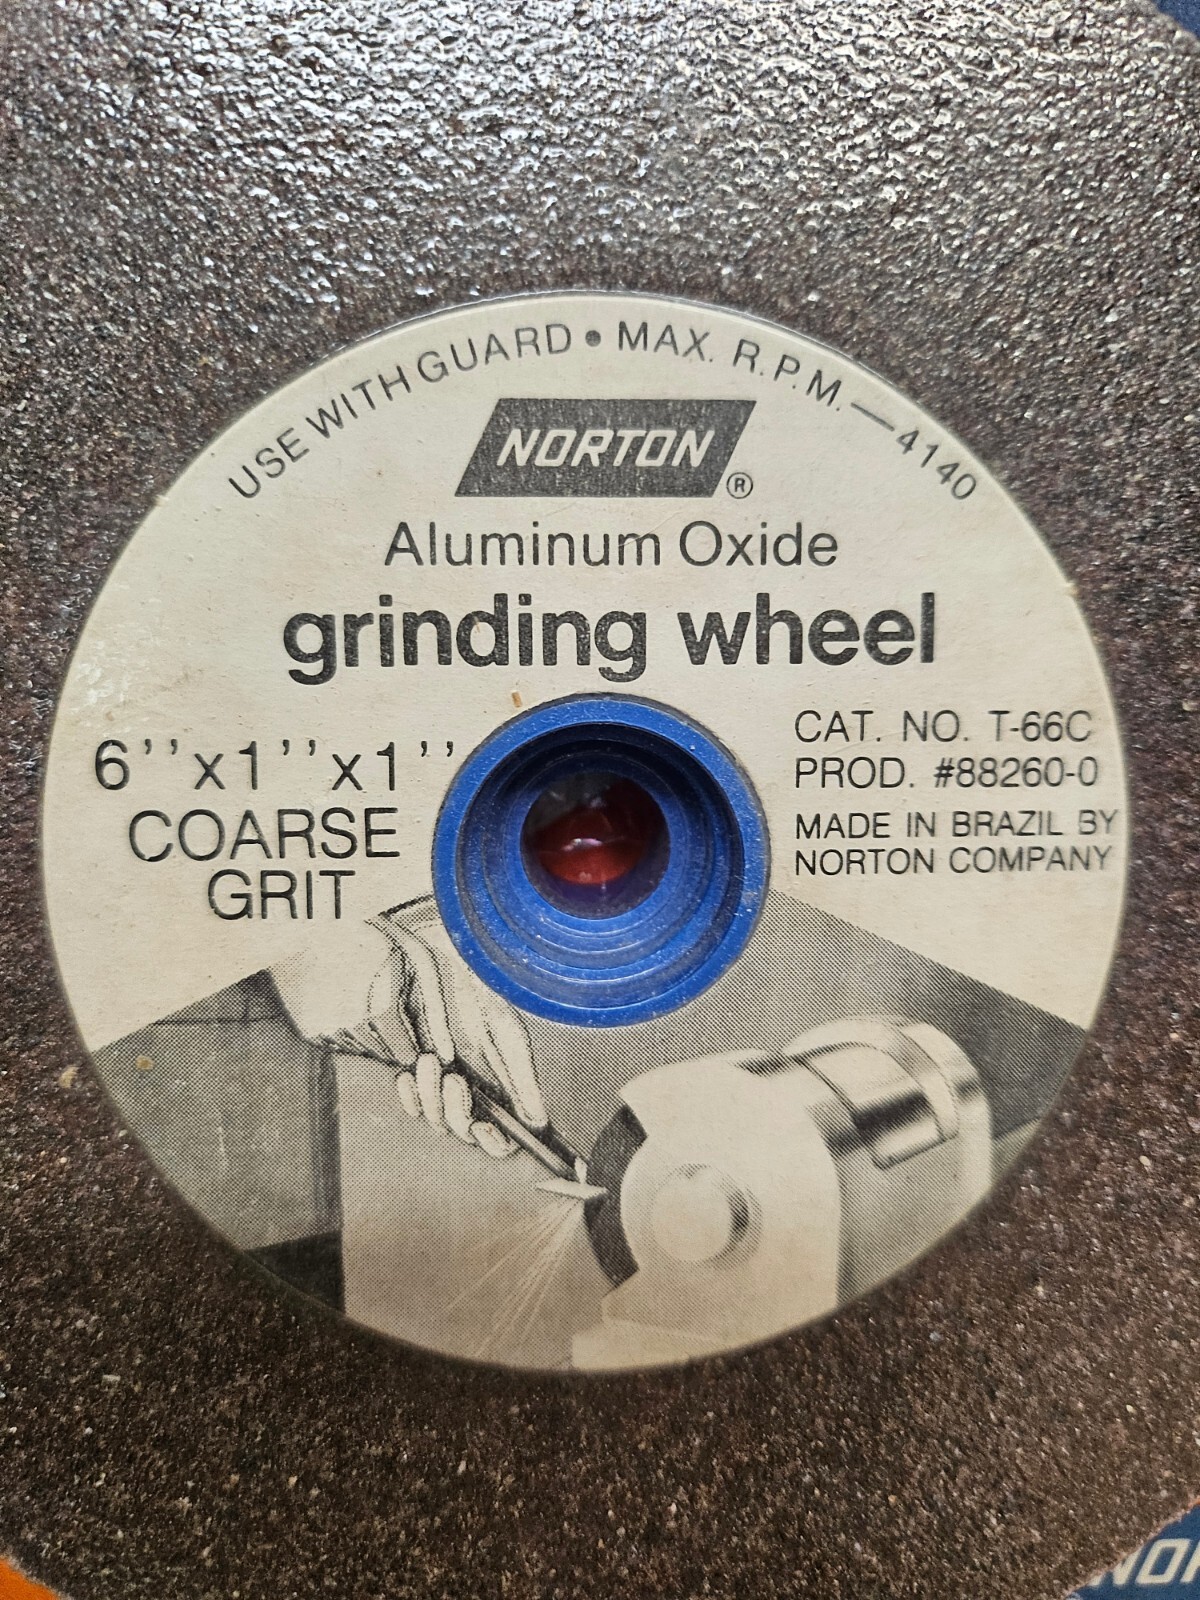 USE WITH GUARD • MAX. R.P.M. — 4140
NORTON ®
Aluminum Oxide
grinding wheel
6''x1''x1''
COARSE
GRIT
CAT. NO. T-66C
PROD. #88260-0
MADE IN BRAZIL BY
NORTON COMPANY